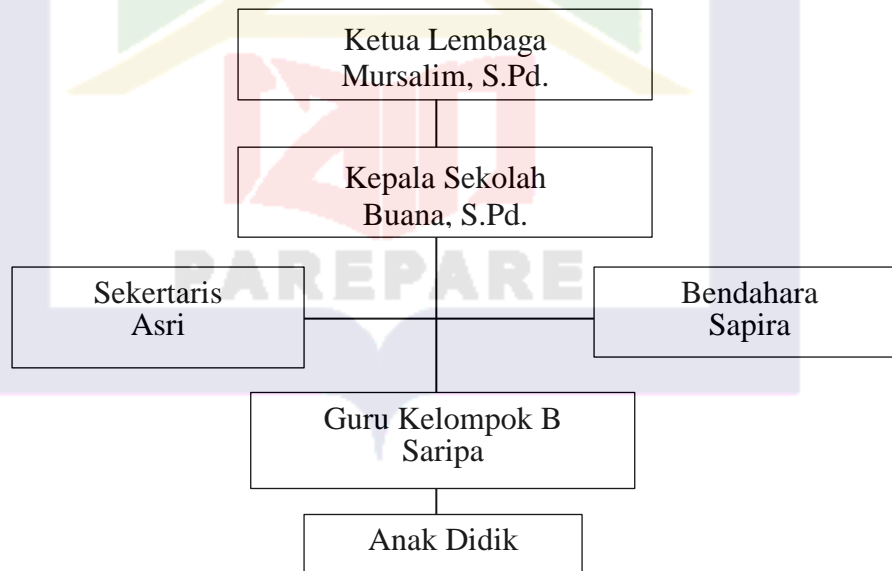 Ketua Lembaga
Mursalim, S.Pd.
Kepala Sekolah
Buana, S.Pd.
PAREPARE
Sekertaris
Asri
Bendahara
Sapira
Guru Kelompok B
Saripa
Anak Didik